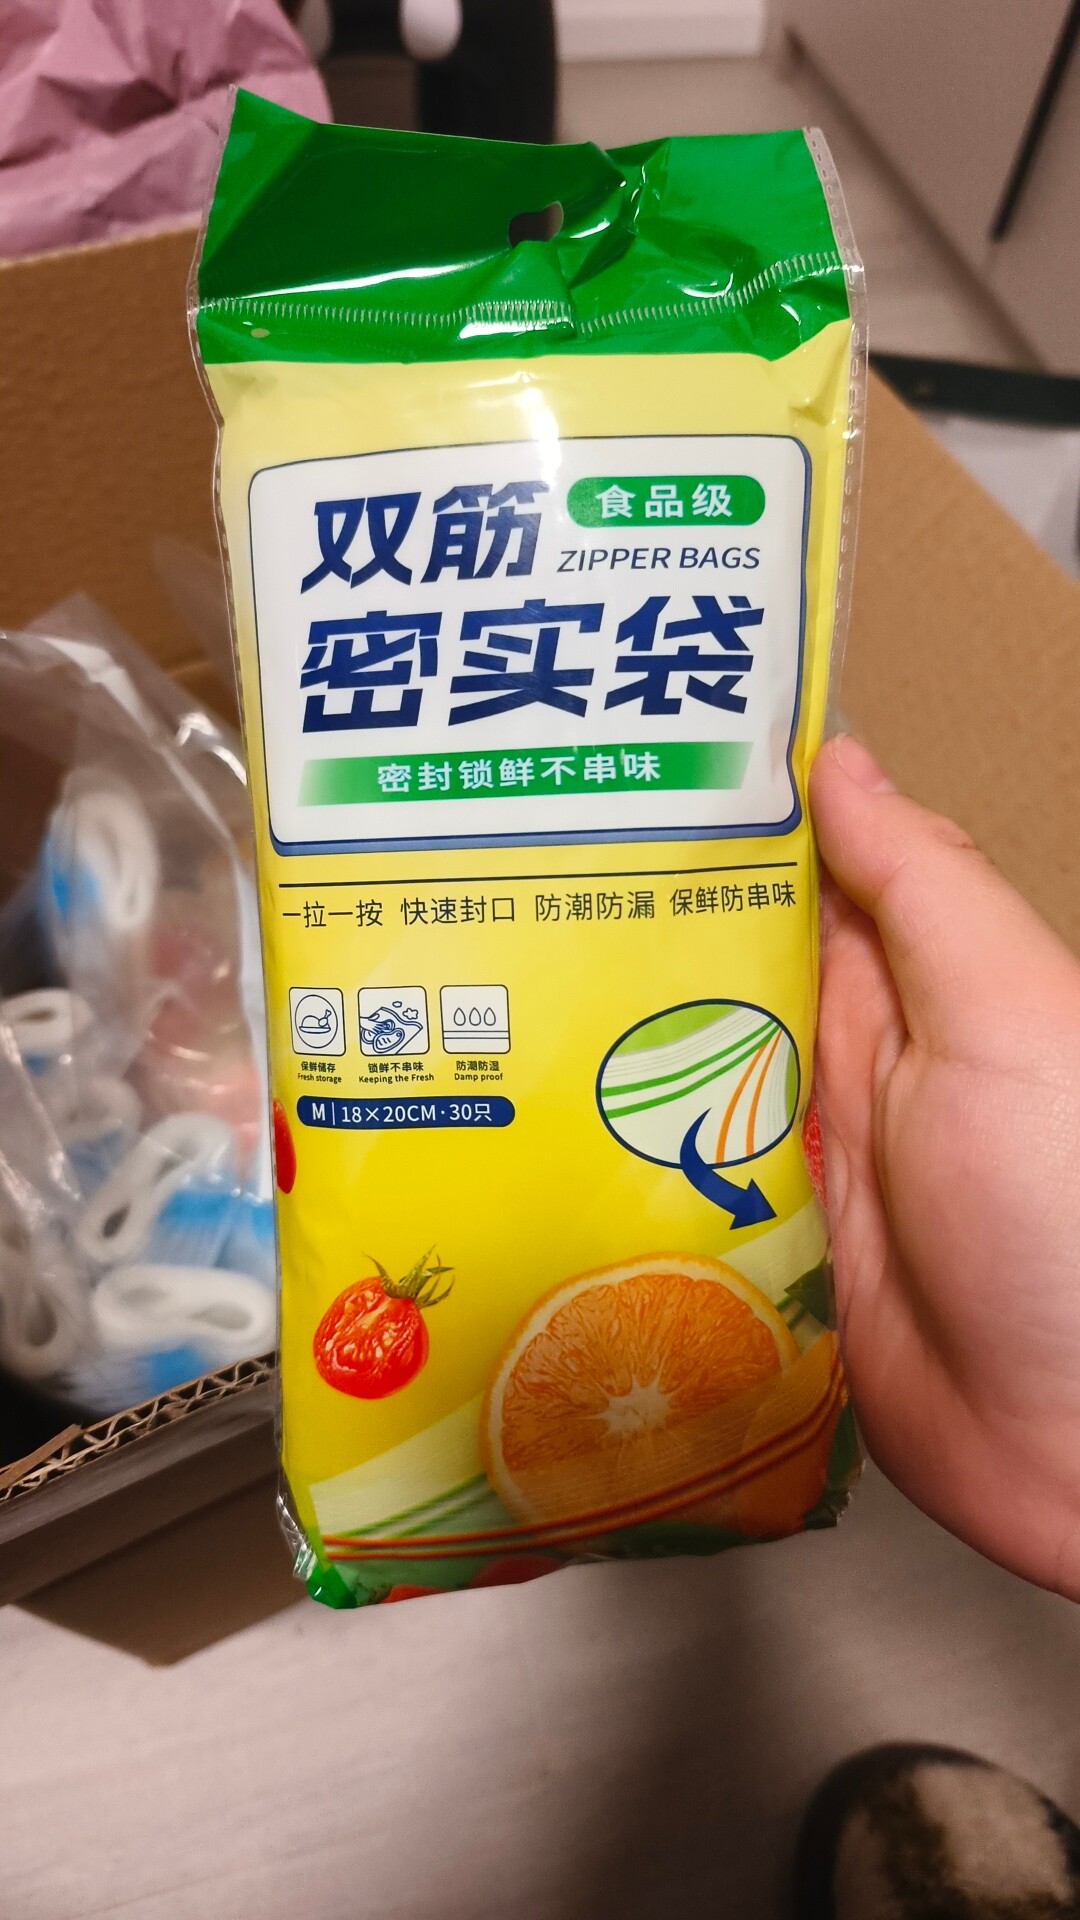 双筋 食品级
ZIPPER BAGS
密实袋
密封锁鲜不串味
一拉一按 快速封口 防潮防漏 保鲜防串味
保鲜储存 锁鲜不串味 防潮防湿
Fresh storage Keeping the Fresh Damp proof
M | 18×20CM·30只